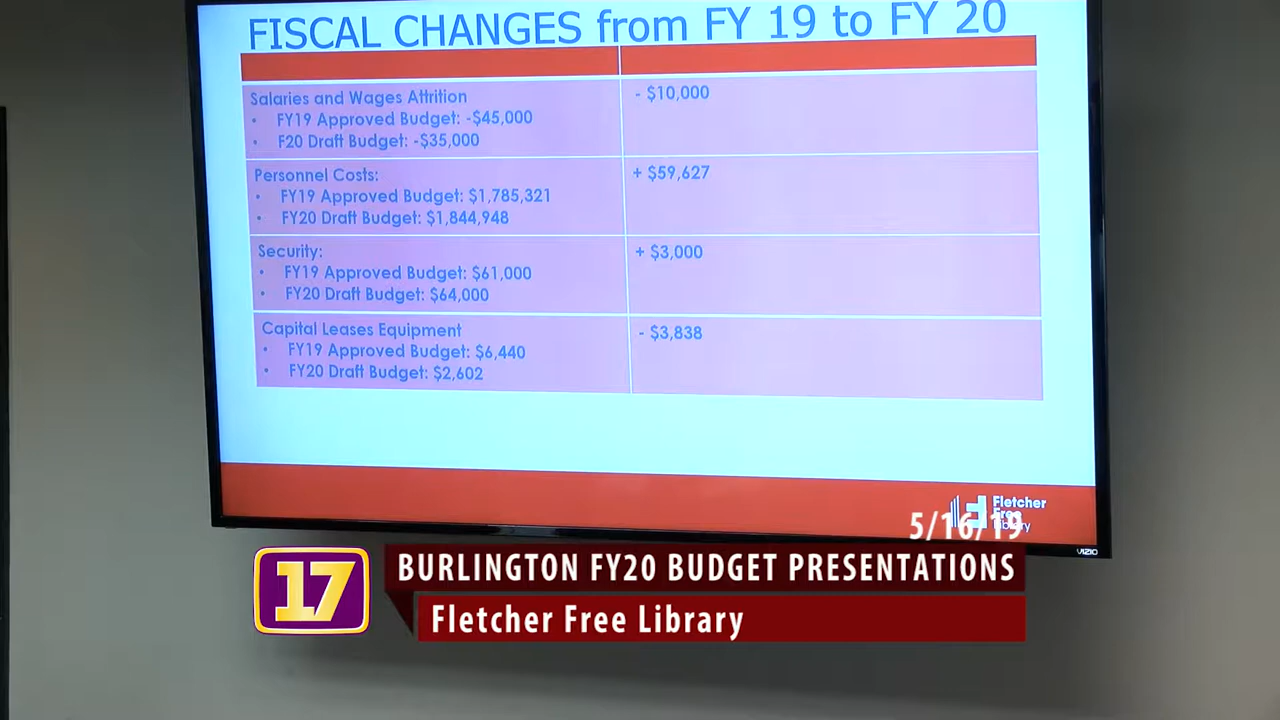 FISCAL CHANGES from FY 19 to FY 20
Salaries and Wages Attrition
• FY19 Approved Budget: -$45,000
• F20 Draft Budget: -$35,000
- $10,000
Personnel Costs:
• FY19 Approved Budget: $1,785,321
• FY20 Draft Budget: $1,844,948
+ $59,627
Security:
• FY19 Approved Budget: $61,000
• FY20 Draft Budget: $64,000
+ $3,000
Capital Leases Equipment
• FY19 Approved Budget: $6,440
• FY20 Draft Budget: $2,602
- $3,838
Fletcher
Free
Library
5/16/19
VIZIO
17
BURLINGTON FY20 BUDGET PRESENTATIONS
Fletcher Free Library